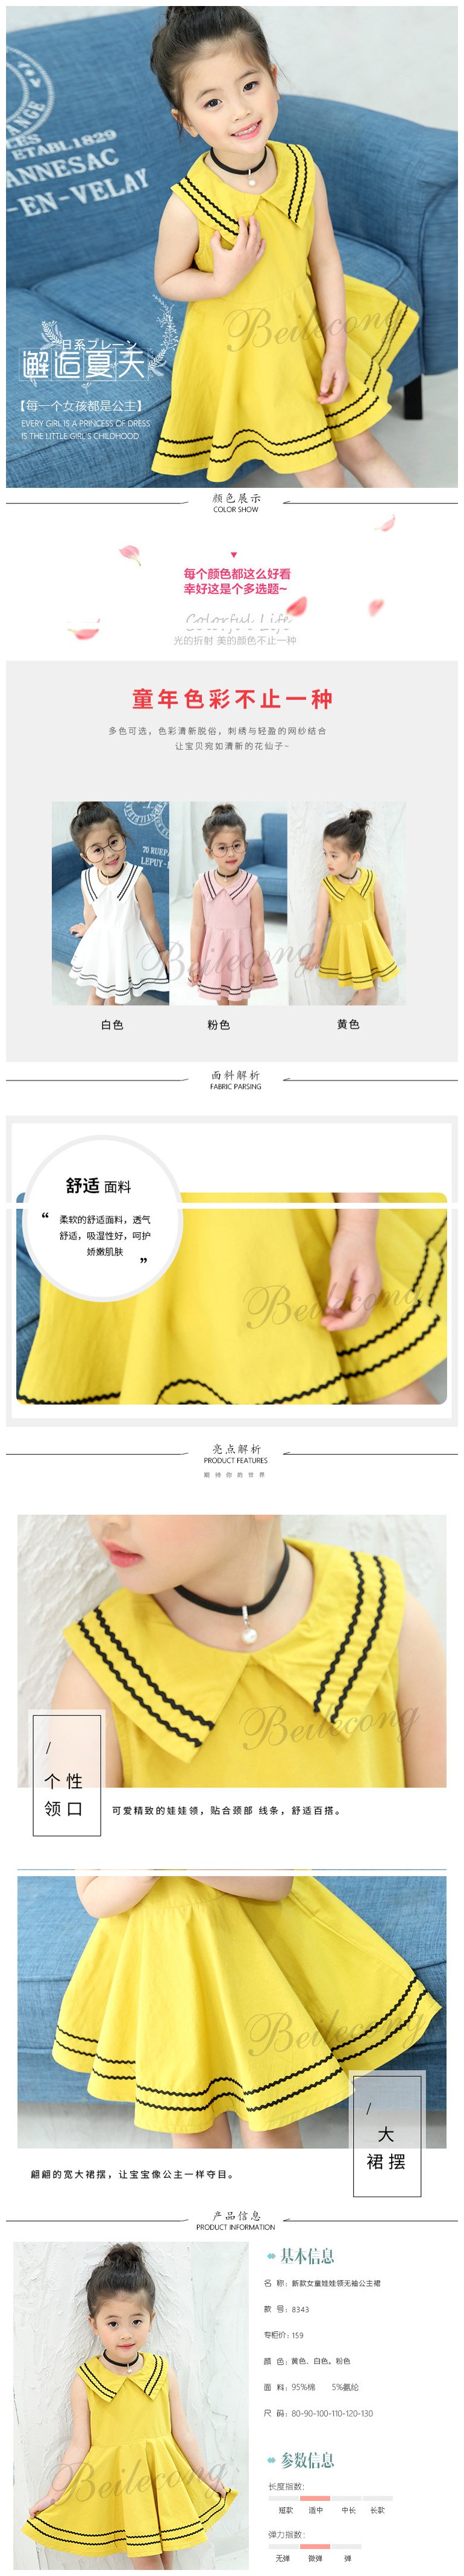 ETABL 1829
ANNESAC
-EN-VELAY
Beilecong
日系プレーン
邂逅夏天
【每一个女孩都是公主】
EVERY GIRL IS A PRINCESS OF DRESS
IS THE LITTLE GIRL'S CHILDHOOD
颜色展示
COLOR SHOW
每个颜色都这么好看
幸好这是个多选题~
Colorful Life
光的折射 美的颜色不止一种
童年色彩不止一种
多色可选，色彩清新脱俗，刺绣与轻盈的网纱结合
让宝贝宛如清新的花仙子~
70 RUEPA
LEPUY-
Beilecong
白色
粉色
黄色
面料解析
FABRIC PARSING
舒适 面料
“ 柔软的舒适面料，透气
舒适，吸湿性好，呵护
娇嫩肌肤 ”
Beilecong
亮点解析
PRODUCT FEATURES
期待你的世界
Beilecong
/
个性
领口
可爱精致的娃娃领，贴合颈部 线条，舒适百搭。
Beilecong
/
大
裙摆
翩翩的宽大裙摆，让宝宝像公主一样夺目。
产品信息
PRODUCT INFORMATION
基本信息
名 称：新款女童娃娃领无袖公主裙
款 号：8343
专柜价：159
颜 色：黄色、白色。粉色
面 料：95%棉 5%氨纶
尺 码：80-90-100-110-120-130
Beilecong
参数信息
长度指数：
短款 适中 中长 长款
弹力指数：
无弹 微弹 弹